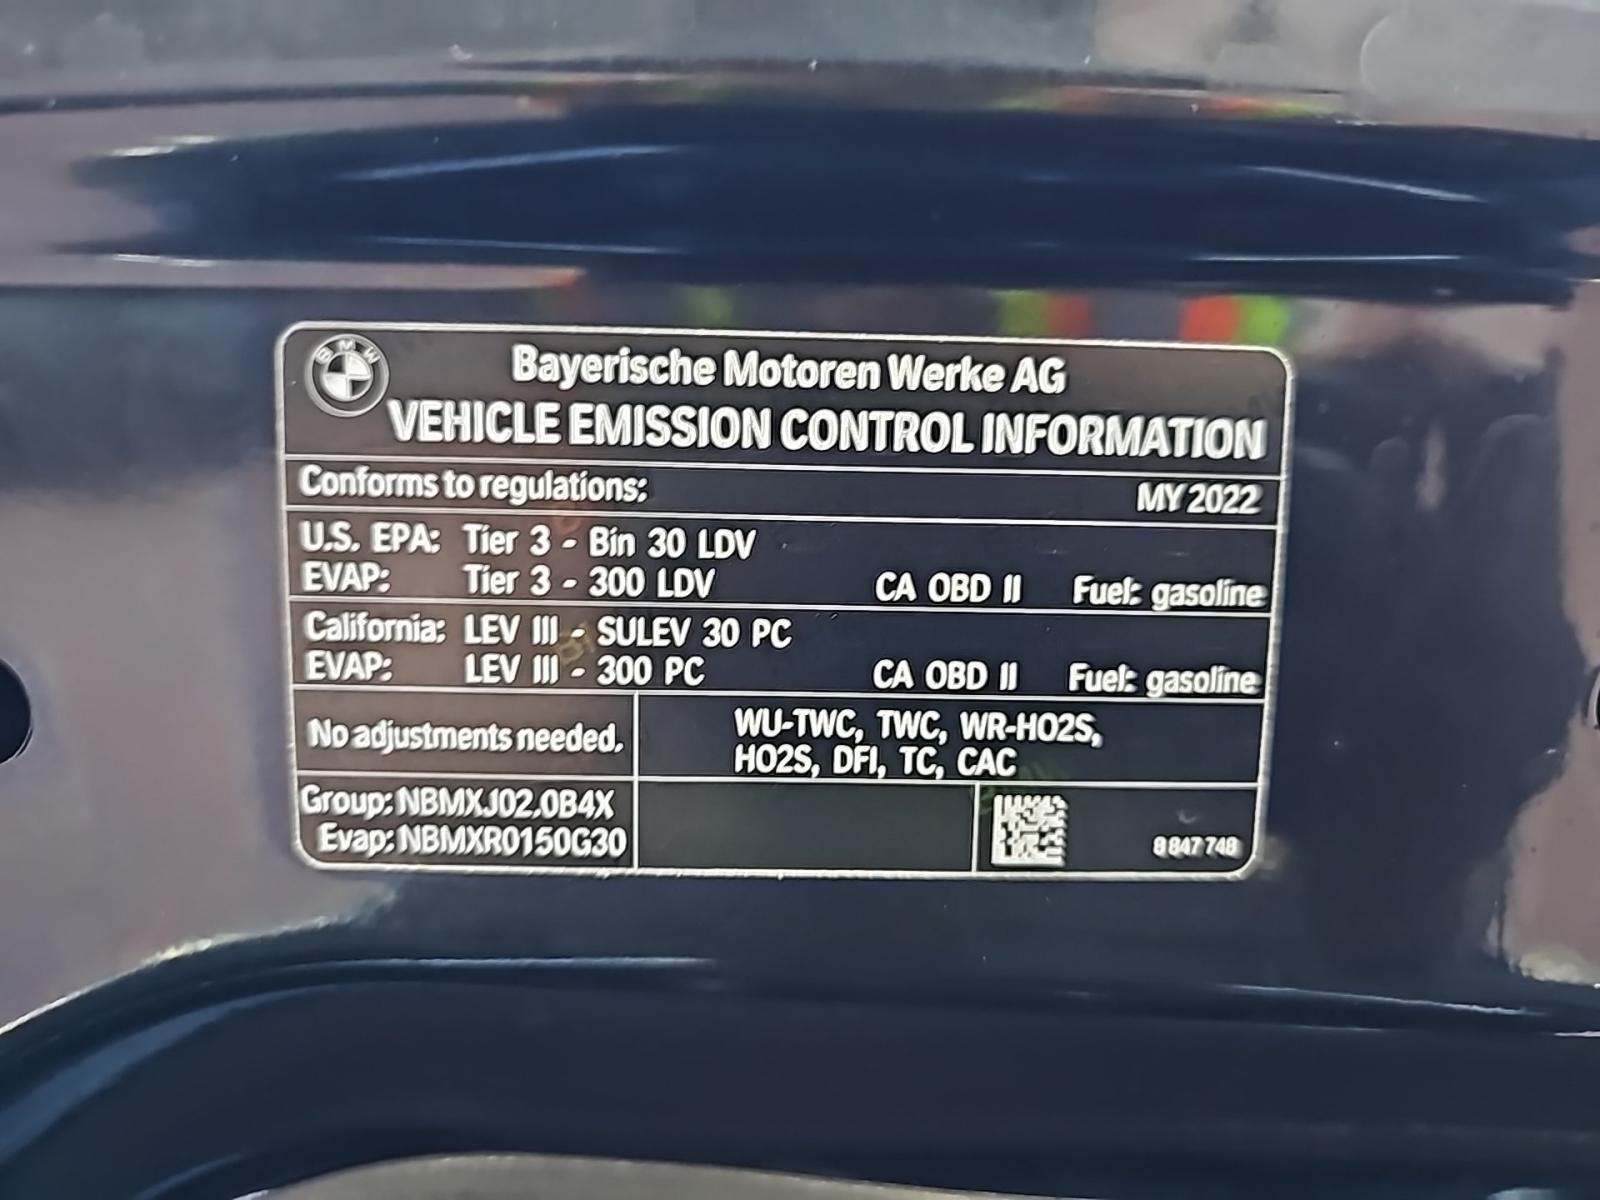 BMW
Bayerische Motoren Werke AG
VEHICLE EMISSION CONTROL INFORMATION
Conforms to regulations: MY 2022
U.S. EPA: Tier 3 - Bin 30 LDV
EVAP: Tier 3 - 300 LDV CA OBD II Fuel: gasoline
California: LEV III - SULEV 30 PC
EVAP: LEV III - 300 PC CA OBD II Fuel: gasoline
No adjustments needed.
WU-TWC, TWC, WR-HO2S,
HO2S, DFI, TC, CAC
Group: NBMXJ02.0B4X
Evap: NBMXR0150G30
8 847 748